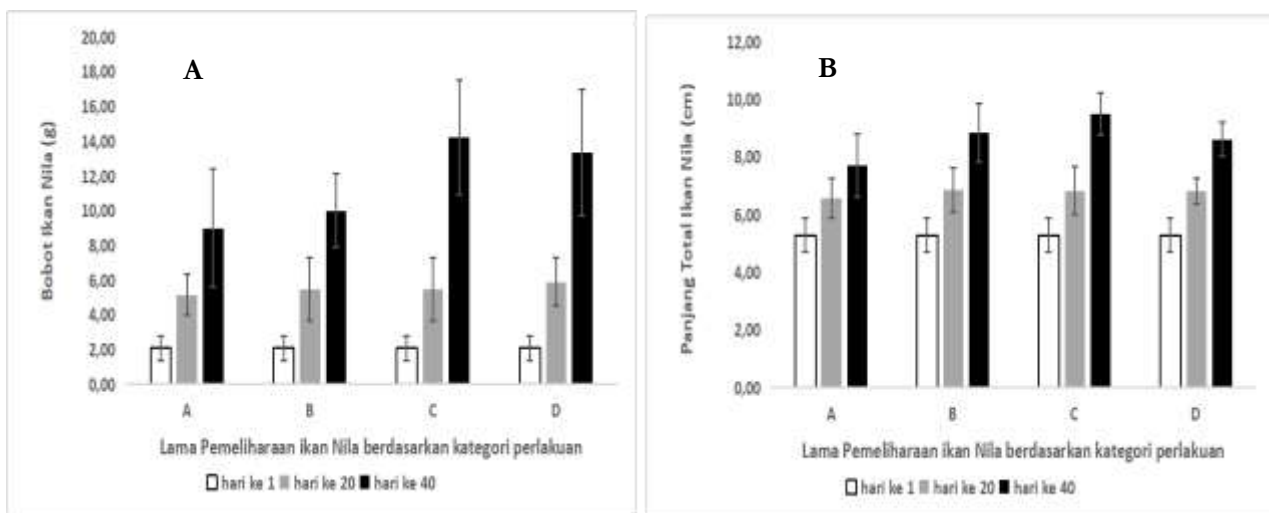 A
Bobot Ikan Nila (g)
20,00
18,00
16,00
14,00
12,00
10,00
8,00
6,00
4,00
2,00
0,00
A B C D
Lama Pemeliharaan ikan Nila berdasarkan kategori perlakuan
hari ke 1 hari ke 20 hari ke 40
B
Panjang Total Ikan Nila (cm)
12,00
10,00
8,00
6,00
4,00
2,00
0,00
A B C D
Lama Pemeliharaan ikan Nila berdasarkan kategori perlakuan
hari ke 1 hari ke 20 hari ke 40